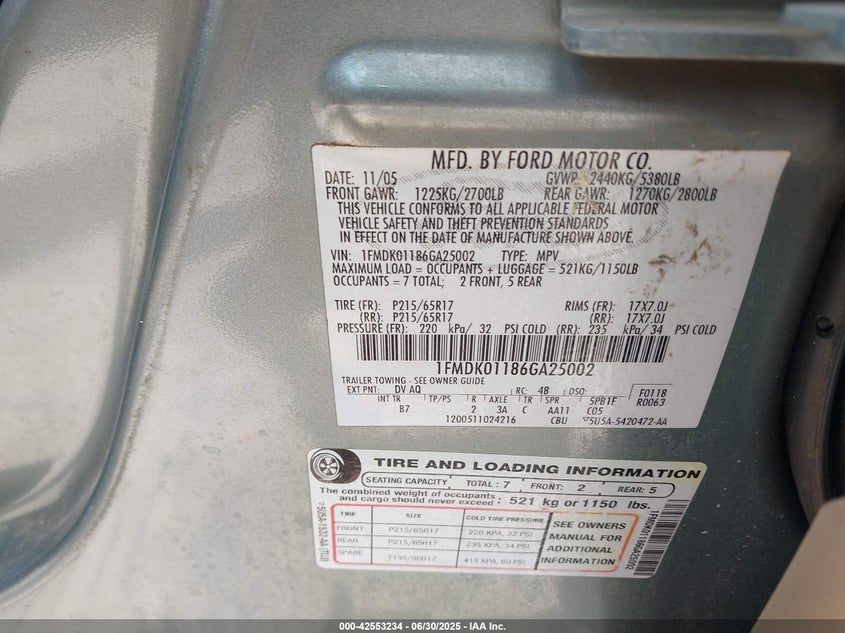 MFD. BY FORD MOTOR CO.
DATE: 11/05 GVWR: 2440KG/5380LB
FRONT GAWR: 1225KG/2700LB REAR GAWR: 1270KG/2800LB
THIS VEHICLE CONFORMS TO ALL APPLICABLE FEDERAL MOTOR
VEHICLE SAFETY AND THEFT PREVENTION STANDARDS
IN EFFECT ON THE DATE OF MANUFACTURE SHOWN ABOVE.
VIN: 1FMDK01186GA25002 TYPE: MPV
MAXIMUM LOAD = OCCUPANTS + LUGGAGE = 521KG/1150LB
OCCUPANTS = 7 TOTAL; 2 FRONT, 5 REAR
TIRE (FR): P215/65R17 RIMS (FR): 17X7.0J
(RR): P215/65R17 (RR): 17X7.0J
PRESSURE (FR): 220 kPa/ 32 PSI COLD (RR): 235 kPa/ 34 PSI COLD
1FMDK01186GA25002
TRAILER TOWING - SEE OWNER GUIDE
EXT PNT: DV AQ RC: 48 DSO: F011B
INT TR TP/PS R AXLE TR SPR 5PB1F R0063
B7 2 3A C AA11 C05
1200511024216 CBU 5U5A-5420472-AA
TIRE AND LOADING INFORMATION
SEATING CAPACITY TOTAL : 7 FRONT: 2 REAR: 5
The combined weight of occupants
and cargo should never exceed : 521 kg or 1150 lbs.
TIRE SIZE COLD TIRE PRESSURE
FRONT P215/65R17 220 KPA, 32 PSI
REAR P215/65R17 235 KPA, 34 PSI
SPARE T135/90D17 415 KPA, 60 PSI
SEE OWNERS
MANUAL FOR
ADDITIONAL
INFORMATION
1FMDK01186GA25002
000-42553234 - 06/30/2025 - IAA Inc.